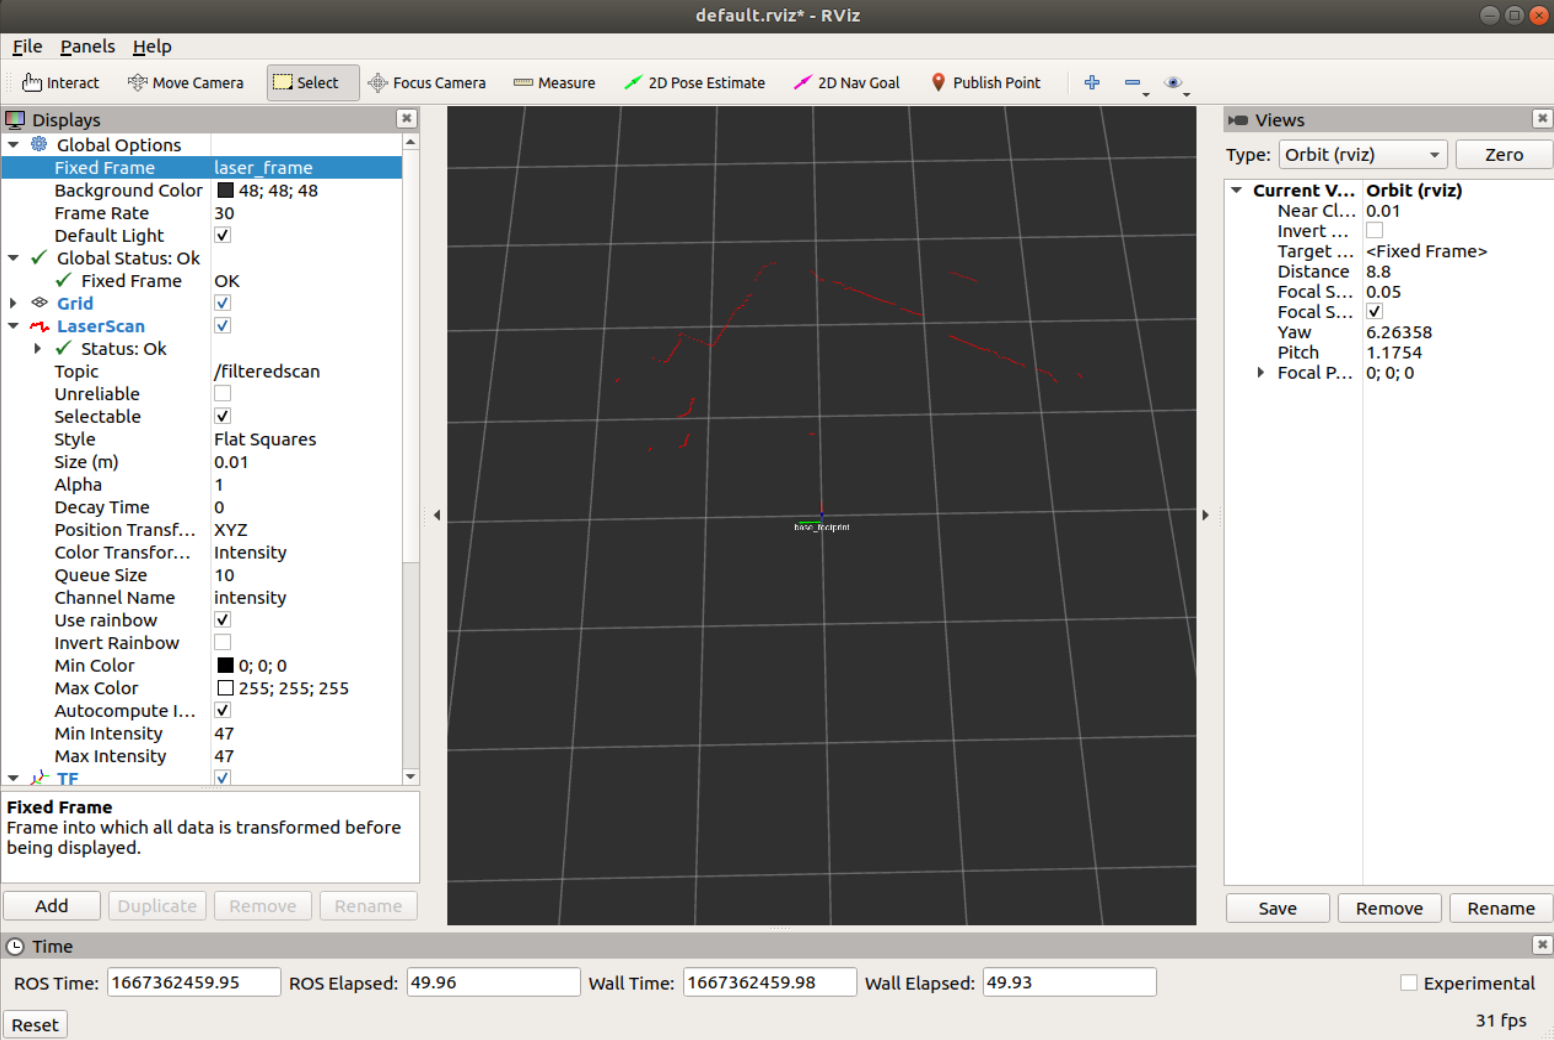 default.rviz* - RViz
File Panels Help
Interact Move Camera Select Focus Camera Measure 2D Pose Estimate 2D Nav Goal Publish Point
Displays
Global Options
Fixed Frame laser_frame
Background Color 48; 48; 48
Frame Rate 30
Default Light
Global Status: Ok
Fixed Frame OK
Grid
LaserScan
Status: Ok
Topic /filteredscan
Unreliable
Selectable
Style Flat Squares
Size (m) 0.01
Alpha 1
Decay Time 0
Position Transf... XYZ
Color Transfor... Intensity
Queue Size 10
Channel Name intensity
Use rainbow
Invert Rainbow
Min Color 0; 0; 0
Max Color 255; 255; 255
Autocompute I...
Min Intensity 47
Max Intensity 47
TF
Fixed Frame
Frame into which all data is transformed before
being displayed.
Add Duplicate Remove Rename
base_footprint
Views
Type: Orbit (rviz) Zero
Current V... Orbit (rviz)
Near Cl... 0.01
Invert ...
Target ... <Fixed Frame>
Distance 8.8
Focal S... 0.05
Focal S...
Yaw 6.26358
Pitch 1.1754
Focal P... 0; 0; 0
Save Remove Rename
Time
ROS Time: 1667362459.95 ROS Elapsed: 49.96 Wall Time: 1667362459.98 Wall Elapsed: 49.93 Experimental
Reset 31 fps